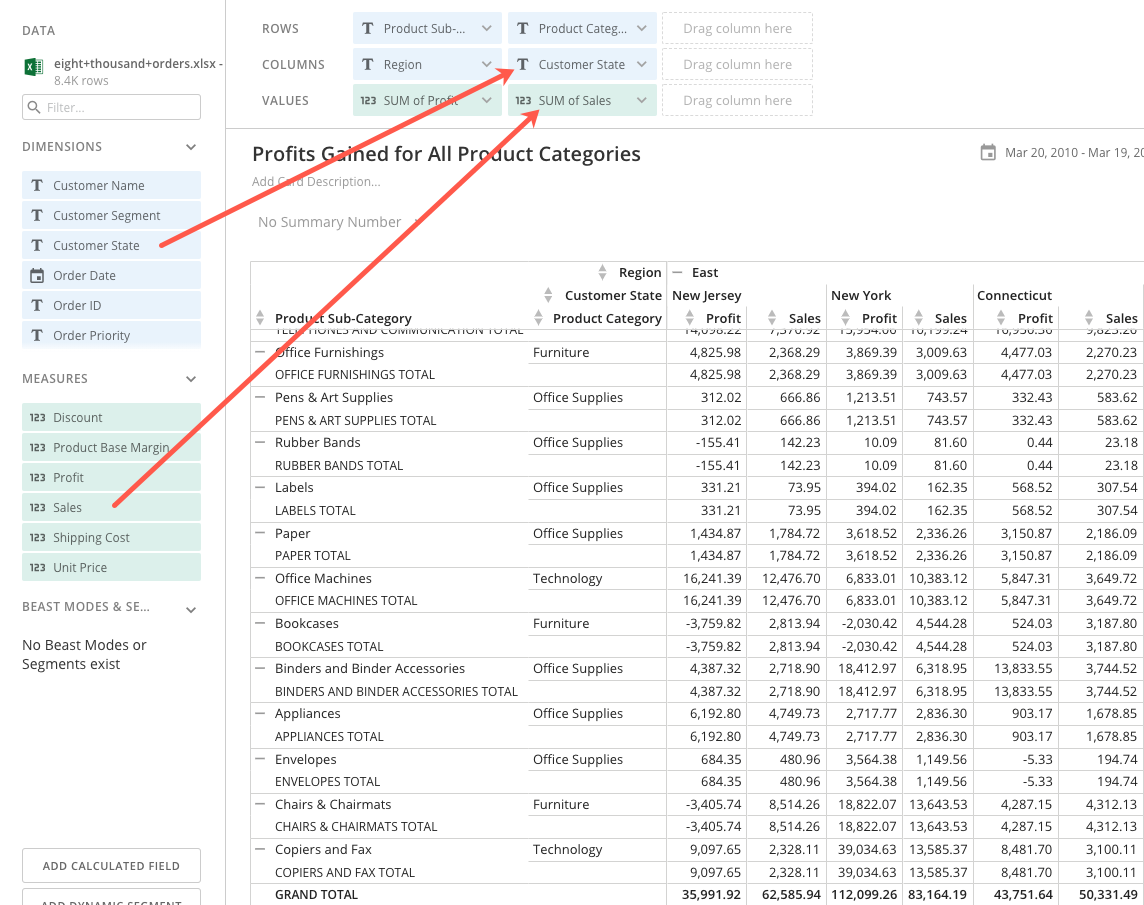 DATA
eight+thousand+orders.xlsx -
8.4K rows
Filter...
DIMENSIONS
T Customer Name
T Customer Segment
T Customer State
Order Date
T Order ID
T Order Priority
MEASURES
123 Discount
123 Product Base Margin
123 Profit
123 Sales
123 Shipping Cost
123 Unit Price
BEAST MODES & SE...
No Beast Modes or
Segments exist
ADD CALCULATED FIELD
ADD DYNAMIC SEGMENT
ROWS T Product Sub-... T Product Categ... Drag column here
COLUMNS T Region T Customer State Drag column here
VALUES 123 SUM of Profit 123 SUM of Sales Drag column here
Profits Gained for All Product Categories
Mar 20, 2010 - Mar 19, 20
Add Card Description...
No Summary Number
Region — East
Customer State New Jersey New York Connecticut
Product Sub-Category Product Category Profit Sales Profit Sales Profit Sales
TELEPHONES AND COMMUNICATION TOTAL 14,098.22 7,370.92 15,954.00 10,199.24 10,950.50 9,825.20
— Office Furnishings Furniture 4,825.98 2,368.29 3,869.39 3,009.63 4,477.03 2,270.23
OFFICE FURNISHINGS TOTAL 4,825.98 2,368.29 3,869.39 3,009.63 4,477.03 2,270.23
— Pens & Art Supplies Office Supplies 312.02 666.86 1,213.51 743.57 332.43 583.62
PENS & ART SUPPLIES TOTAL 312.02 666.86 1,213.51 743.57 332.43 583.62
— Rubber Bands Office Supplies -155.41 142.23 10.09 81.60 0.44 23.18
RUBBER BANDS TOTAL -155.41 142.23 10.09 81.60 0.44 23.18
— Labels Office Supplies 331.21 73.95 394.02 162.35 568.52 307.54
LABELS TOTAL 331.21 73.95 394.02 162.35 568.52 307.54
— Paper Office Supplies 1,434.87 1,784.72 3,618.52 2,336.26 3,150.87 2,186.09
PAPER TOTAL 1,434.87 1,784.72 3,618.52 2,336.26 3,150.87 2,186.09
— Office Machines Technology 16,241.39 12,476.70 6,833.01 10,383.12 5,847.31 3,649.72
OFFICE MACHINES TOTAL 16,241.39 12,476.70 6,833.01 10,383.12 5,847.31 3,649.72
— Bookcases Furniture -3,759.82 2,813.94 -2,030.42 4,544.28 524.03 3,187.80
BOOKCASES TOTAL -3,759.82 2,813.94 -2,030.42 4,544.28 524.03 3,187.80
— Binders and Binder Accessories Office Supplies 4,387.32 2,718.90 18,412.97 6,318.95 13,833.55 3,744.52
BINDERS AND BINDER ACCESSORIES TOTAL 4,387.32 2,718.90 18,412.97 6,318.95 13,833.55 3,744.52
— Appliances Office Supplies 6,192.80 4,749.73 2,717.77 2,836.30 903.17 1,678.85
APPLIANCES TOTAL 6,192.80 4,749.73 2,717.77 2,836.30 903.17 1,678.85
— Envelopes Office Supplies 684.35 480.96 3,564.38 1,149.56 -5.33 194.74
ENVELOPES TOTAL 684.35 480.96 3,564.38 1,149.56 -5.33 194.74
— Chairs & Chairmats Furniture -3,405.74 8,514.26 18,822.07 13,643.53 4,287.15 4,312.13
CHAIRS & CHAIRMATS TOTAL -3,405.74 8,514.26 18,822.07 13,643.53 4,287.15 4,312.13
— Copiers and Fax Technology 9,097.65 2,328.11 39,034.63 13,585.37 8,481.70 3,100.11
COPIERS AND FAX TOTAL 9,097.65 2,328.11 39,034.63 13,585.37 8,481.70 3,100.11
GRAND TOTAL 35,991.92 62,585.94 112,099.26 83,164.19 43,751.64 50,331.49